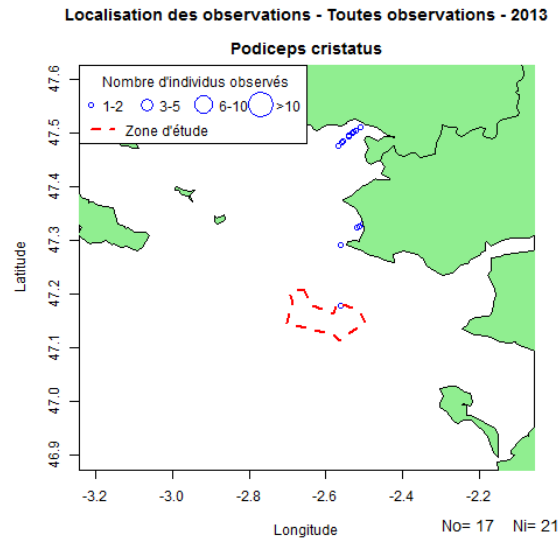 Localisation des observations - Toutes observations - 2013
Podiceps cristatus
Nombre d'individus observés
1-2 3-5 6-10 >10
Zone d'étude
47.6
47.5
47.4
47.3
47.2
47.1
47.0
46.9
Latitude
-3.2 -3.0 -2.8 -2.6 -2.4 -2.2
Longitude
No= 17 Ni= 21